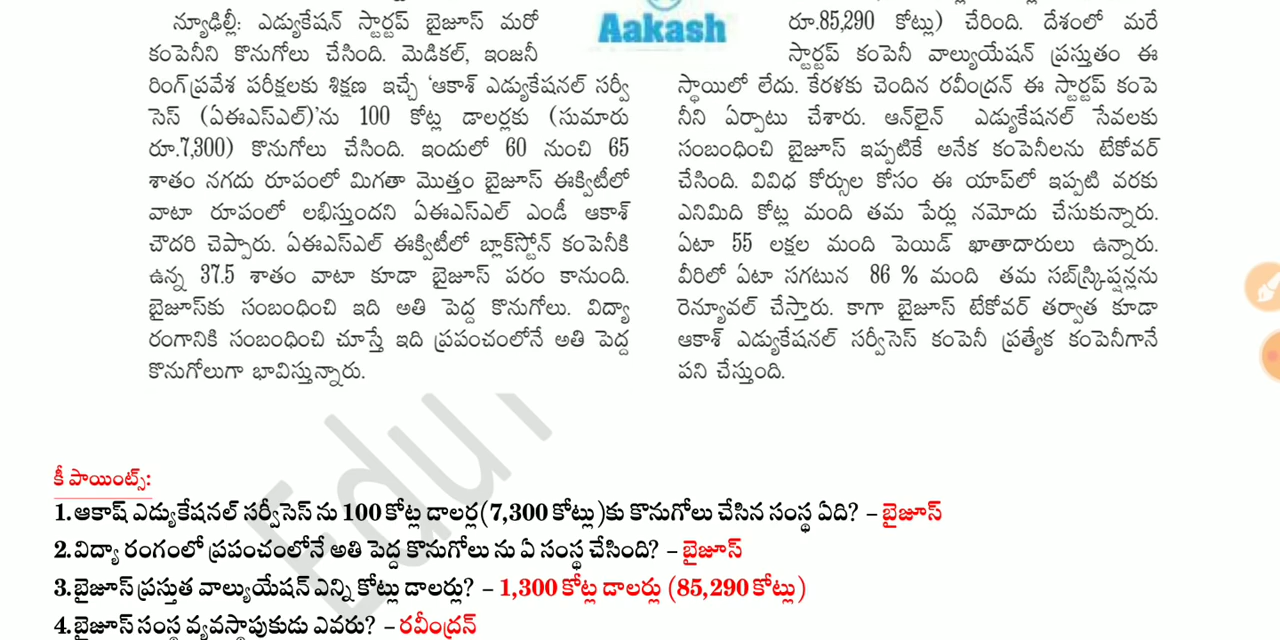 న్యూఢిల్లీ: ఎడ్యుకేషన్ స్టార్టప్ బైజూస్ మరో
కంపెనీని కొనుగోలు చేసింది. మెడికల్, ఇంజనీ
రింగ్‌ప్రవేశ పరీక్షలకు శిక్షణ ఇచ్చే ‘ఆకాశ్ ఎడ్యుకేషనల్ సర్వీ
సెస్ (ఏఈఎస్ఎల్)’ను 100 కోట్ల డాలర్లకు (సుమారు
రూ.7,300) కొనుగోలు చేసింది. ఇందులో 60 నుంచి 65
శాతం నగదు రూపంలో మిగతా మొత్తం బైజూస్ ఈక్విటీలో
వాటా రూపంలో లభిస్తుందని ఏఈఎస్ఎల్ ఎండీ ఆకాశ్
చౌదరి చెప్పారు. ఏఈఎస్ఎల్ ఈక్విటీలో బ్లాక్‌స్టోన్ కంపెనీకి
ఉన్న 37.5 శాతం వాటా కూడా బైజూస్ పరం కానుంది.
బైజూస్‌కు సంబంధించి ఇది అతి పెద్ద కొనుగోలు. విద్యా
రంగానికి సంబంధించి చూస్తే ఇది ప్రపంచంలోనే అతి పెద్ద
కొనుగోలుగా భావిస్తున్నారు.
Aakash
రూ.85,290 కోట్లు) చేరింది. దేశంలో మరే
స్టార్టప్ కంపెనీ వాల్యుయేషన్ ప్రస్తుతం ఈ
స్థాయిలో లేదు. కేరళకు చెందిన రవీంద్రన్ ఈ స్టార్టప్ కంపె
నీని ఏర్పాటు చేశారు. ఆన్‌లైన్ ఎడ్యుకేషనల్ సేవలకు
సంబంధించి బైజూస్ ఇప్పటికే అనేక కంపెనీలను టేకోవర్
చేసింది. వివిధ కోర్సుల కోసం ఈ యాప్‌లో ఇప్పటి వరకు
ఎనిమిది కోట్ల మంది తమ పేర్లు నమోదు చేసుకున్నారు.
ఏటా 55 లక్షల మంది పెయిడ్ ఖాతాదారులు ఉన్నారు.
వీరిలో ఏటా సగటున 86 % మంది తమ సబ్‌స్క్రిప్షన్లను
రెన్యూవల్ చేస్తారు. కాగా బైజూస్ టేకోవర్ తర్వాత కూడా
ఆకాశ్ ఎడ్యుకేషనల్ సర్వీసెస్ కంపెనీ ప్రత్యేక కంపెనీగానే
పని చేస్తుంది.
కీ పాయింట్స్:
1.ఆకాష్ ఎడ్యుకేషనల్ సర్వీసెస్ ను 100 కోట్ల డాలర్ల(7,300 కోట్లు)కు కొనుగోలు చేసిన సంస్థ ఏది? – బైజూస్
2.విద్యా రంగంలో ప్రపంచంలోనే అతి పెద్ద కొనుగోలు ను ఏ సంస్థ చేసింది? – బైజూస్
3.బైజూస్ ప్రస్తుత వాల్యుయేషన్ ఎన్ని కోట్లు డాలర్లు? – 1,300 కోట్ల డాలర్లు (85,290 కోట్లు)
4.బైజూస్ సంస్థ వ్యవస్థాపుకుడు ఎవరు? – రవీంద్రన్